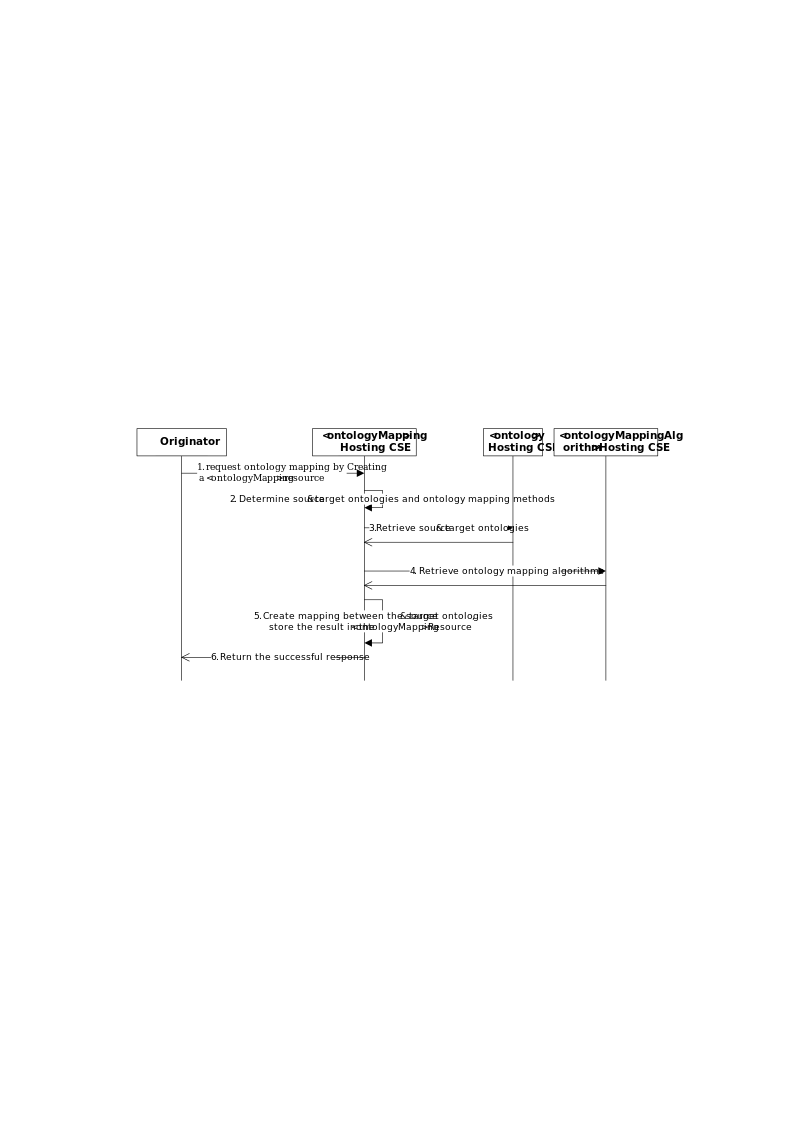 Originator
<ontologyMapping>
Hosting CSE
<ontology>
Hosting CSE
<ontologyMappingAlg
orithm>Hosting CSE
1. request ontology mapping by Creating
a <ontologyMapping> resource
2. Determine source & target ontologies and ontology mapping methods
3. Retrieve source & target ontologies
4. Retrieve ontology mapping algorithms
5. Create mapping between the source & target ontologies,
store the result in the <ontologyMapping> Resource
6. Return the successful response